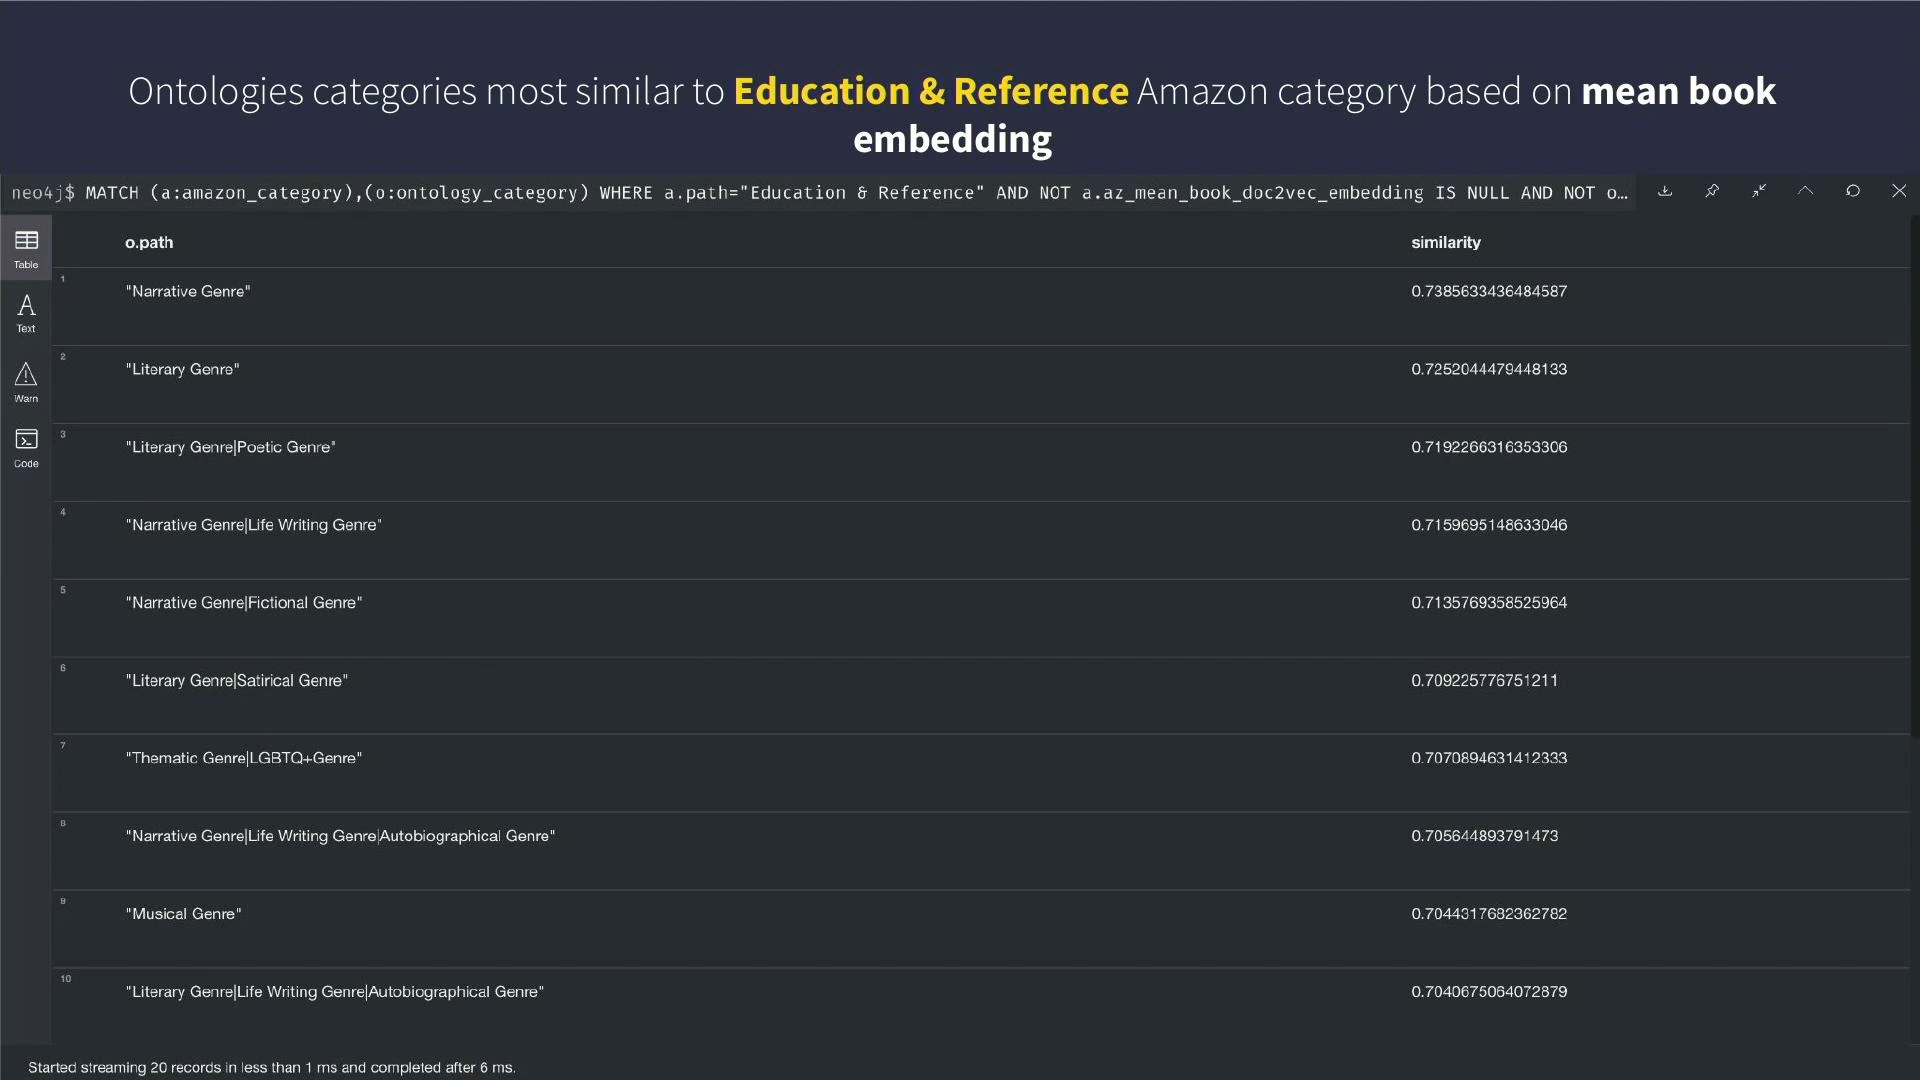 Ontologies categories most similar to Education & Reference Amazon category based on mean book
embedding
neo4j$ MATCH (a:amazon_category),(o:ontology_category) WHERE a.path="Education & Reference" AND NOT a.az_mean_book_doc2vec_embedding IS NULL AND NOT o…
Table
Text
Warn
Code
o.path similarity
1 "Narrative Genre" 0.7385633436484587
2 "Literary Genre" 0.7252044479448133
3 "Literary Genre|Poetic Genre" 0.7192266316353306
4 "Narrative Genre|Life Writing Genre" 0.7159695148633046
5 "Narrative Genre|Fictional Genre" 0.7135769358525964
6 "Literary Genre|Satirical Genre" 0.709225776751211
7 "Thematic Genre|LGBTQ+Genre" 0.7070894631412333
8 "Narrative Genre|Life Writing Genre|Autobiographical Genre" 0.705644893791473
9 "Musical Genre" 0.7044317682362782
10 "Literary Genre|Life Writing Genre|Autobiographical Genre" 0.7040675064072879
Started streaming 20 records in less than 1 ms and completed after 6 ms.